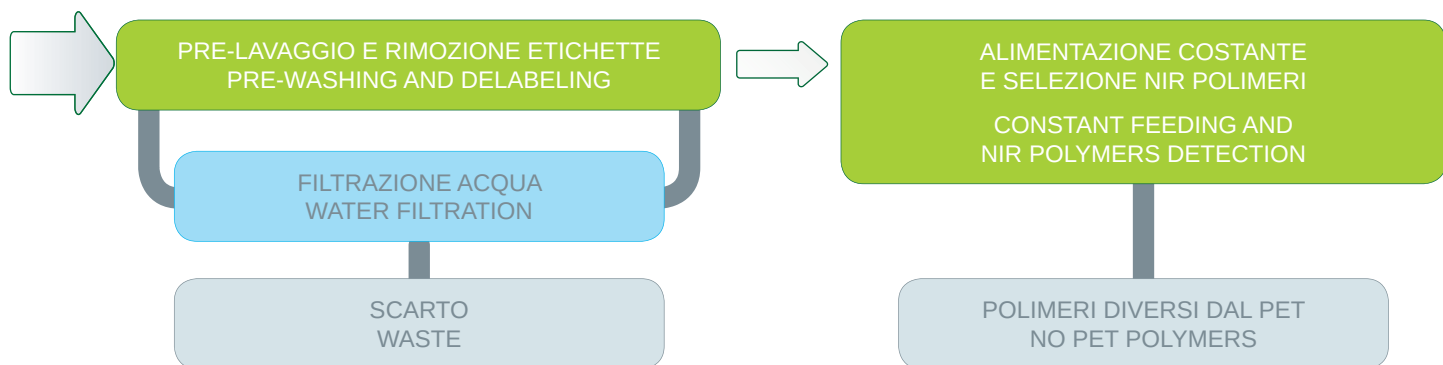 PRE-LAVAGGIO E RIMOZIONE ETICHETTE
PRE-WASHING AND DELABELING
FILTRAZIONE ACQUA
WATER FILTRATION
SCARTO
WASTE
ALIMENTAZIONE COSTANTE
E SELEZIONE NIR POLIMERI
CONSTANT FEEDING AND
NIR POLYMERS DETECTION
POLIMERI DIVERSI DAL PET
NO PET POLYMERS